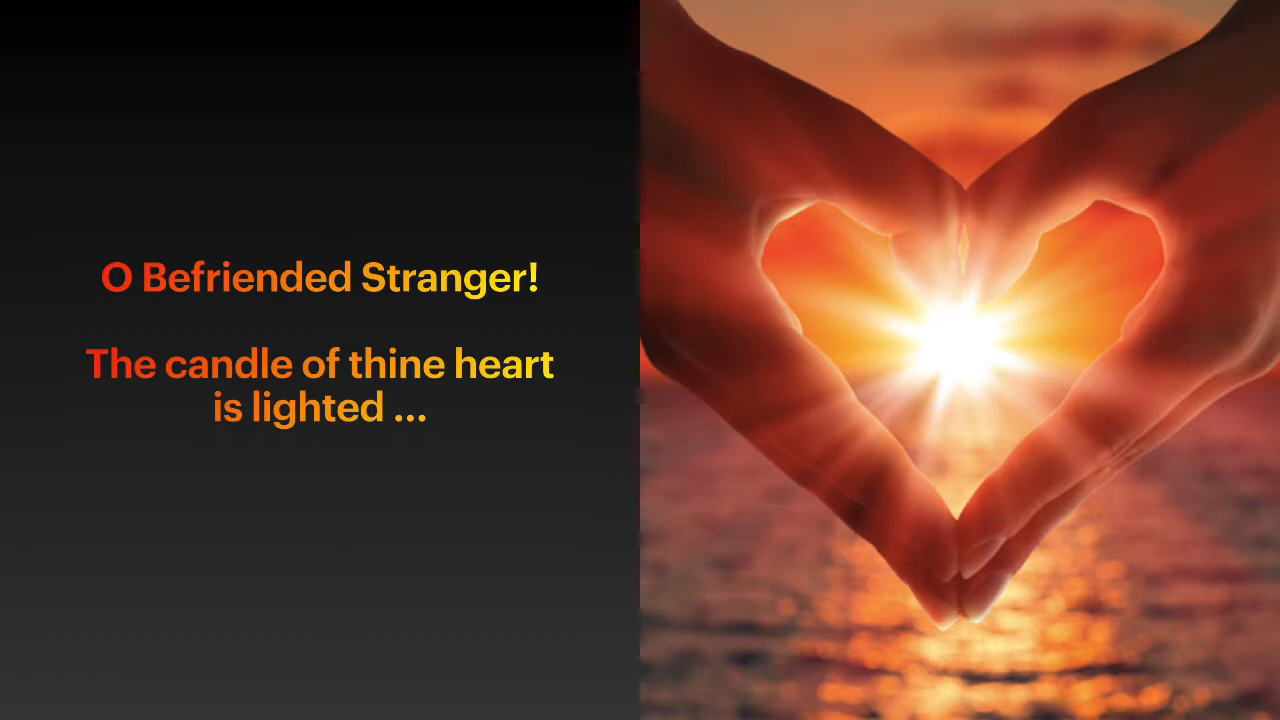 O Befriended Stranger!
The candle of thine heart
is lighted ...